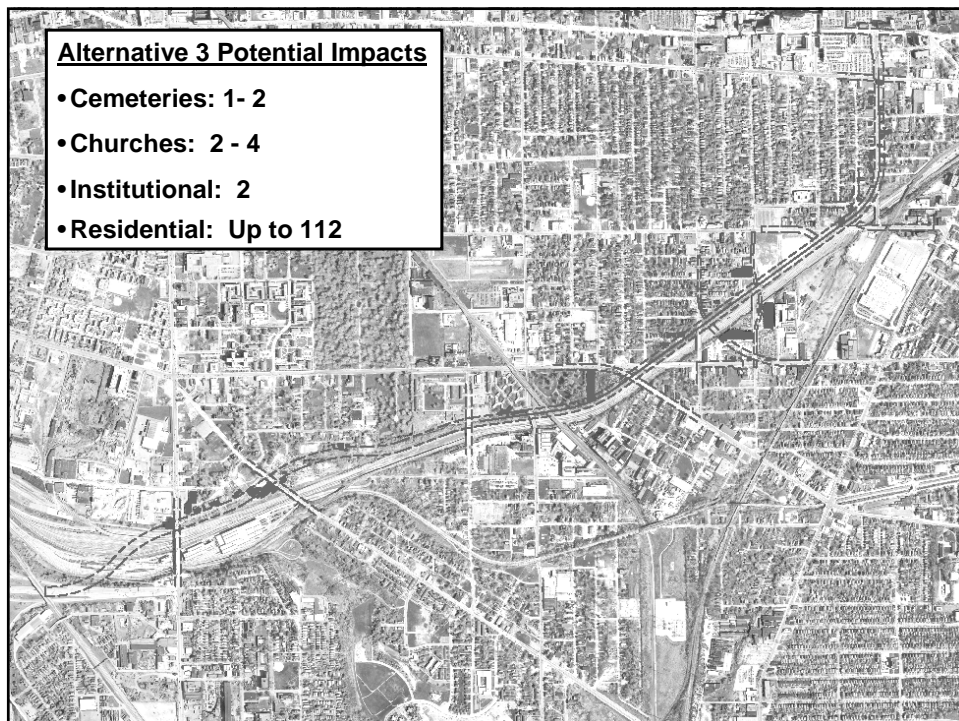 Alternative 3 Potential Impacts
•Cemeteries: 1- 2
•Churches:  2 - 4
•Institutional:  2
•Residential:  Up to 112